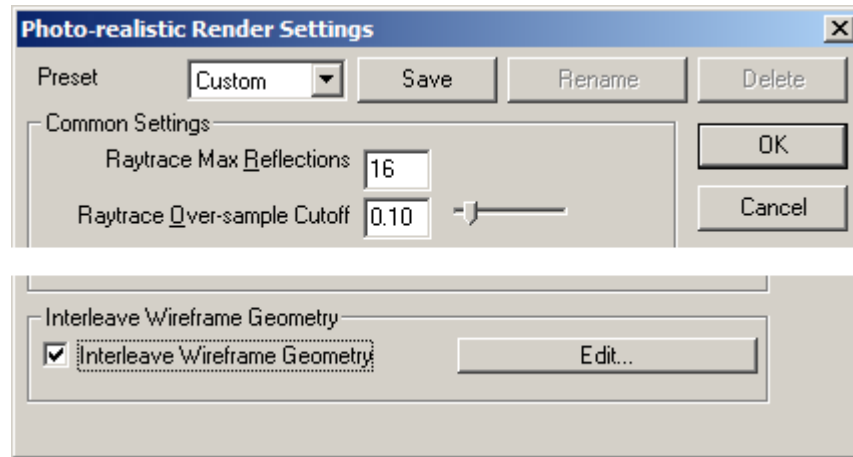 Photo-realistic Render Settings
Preset Custom Save Rename Delete
Common Settings
OK
Raytrace Max Reflections 16
Raytrace Over-sample Cutoff 0.10
Cancel
Interleave Wireframe Geometry
Interleave Wireframe Geometry Edit...